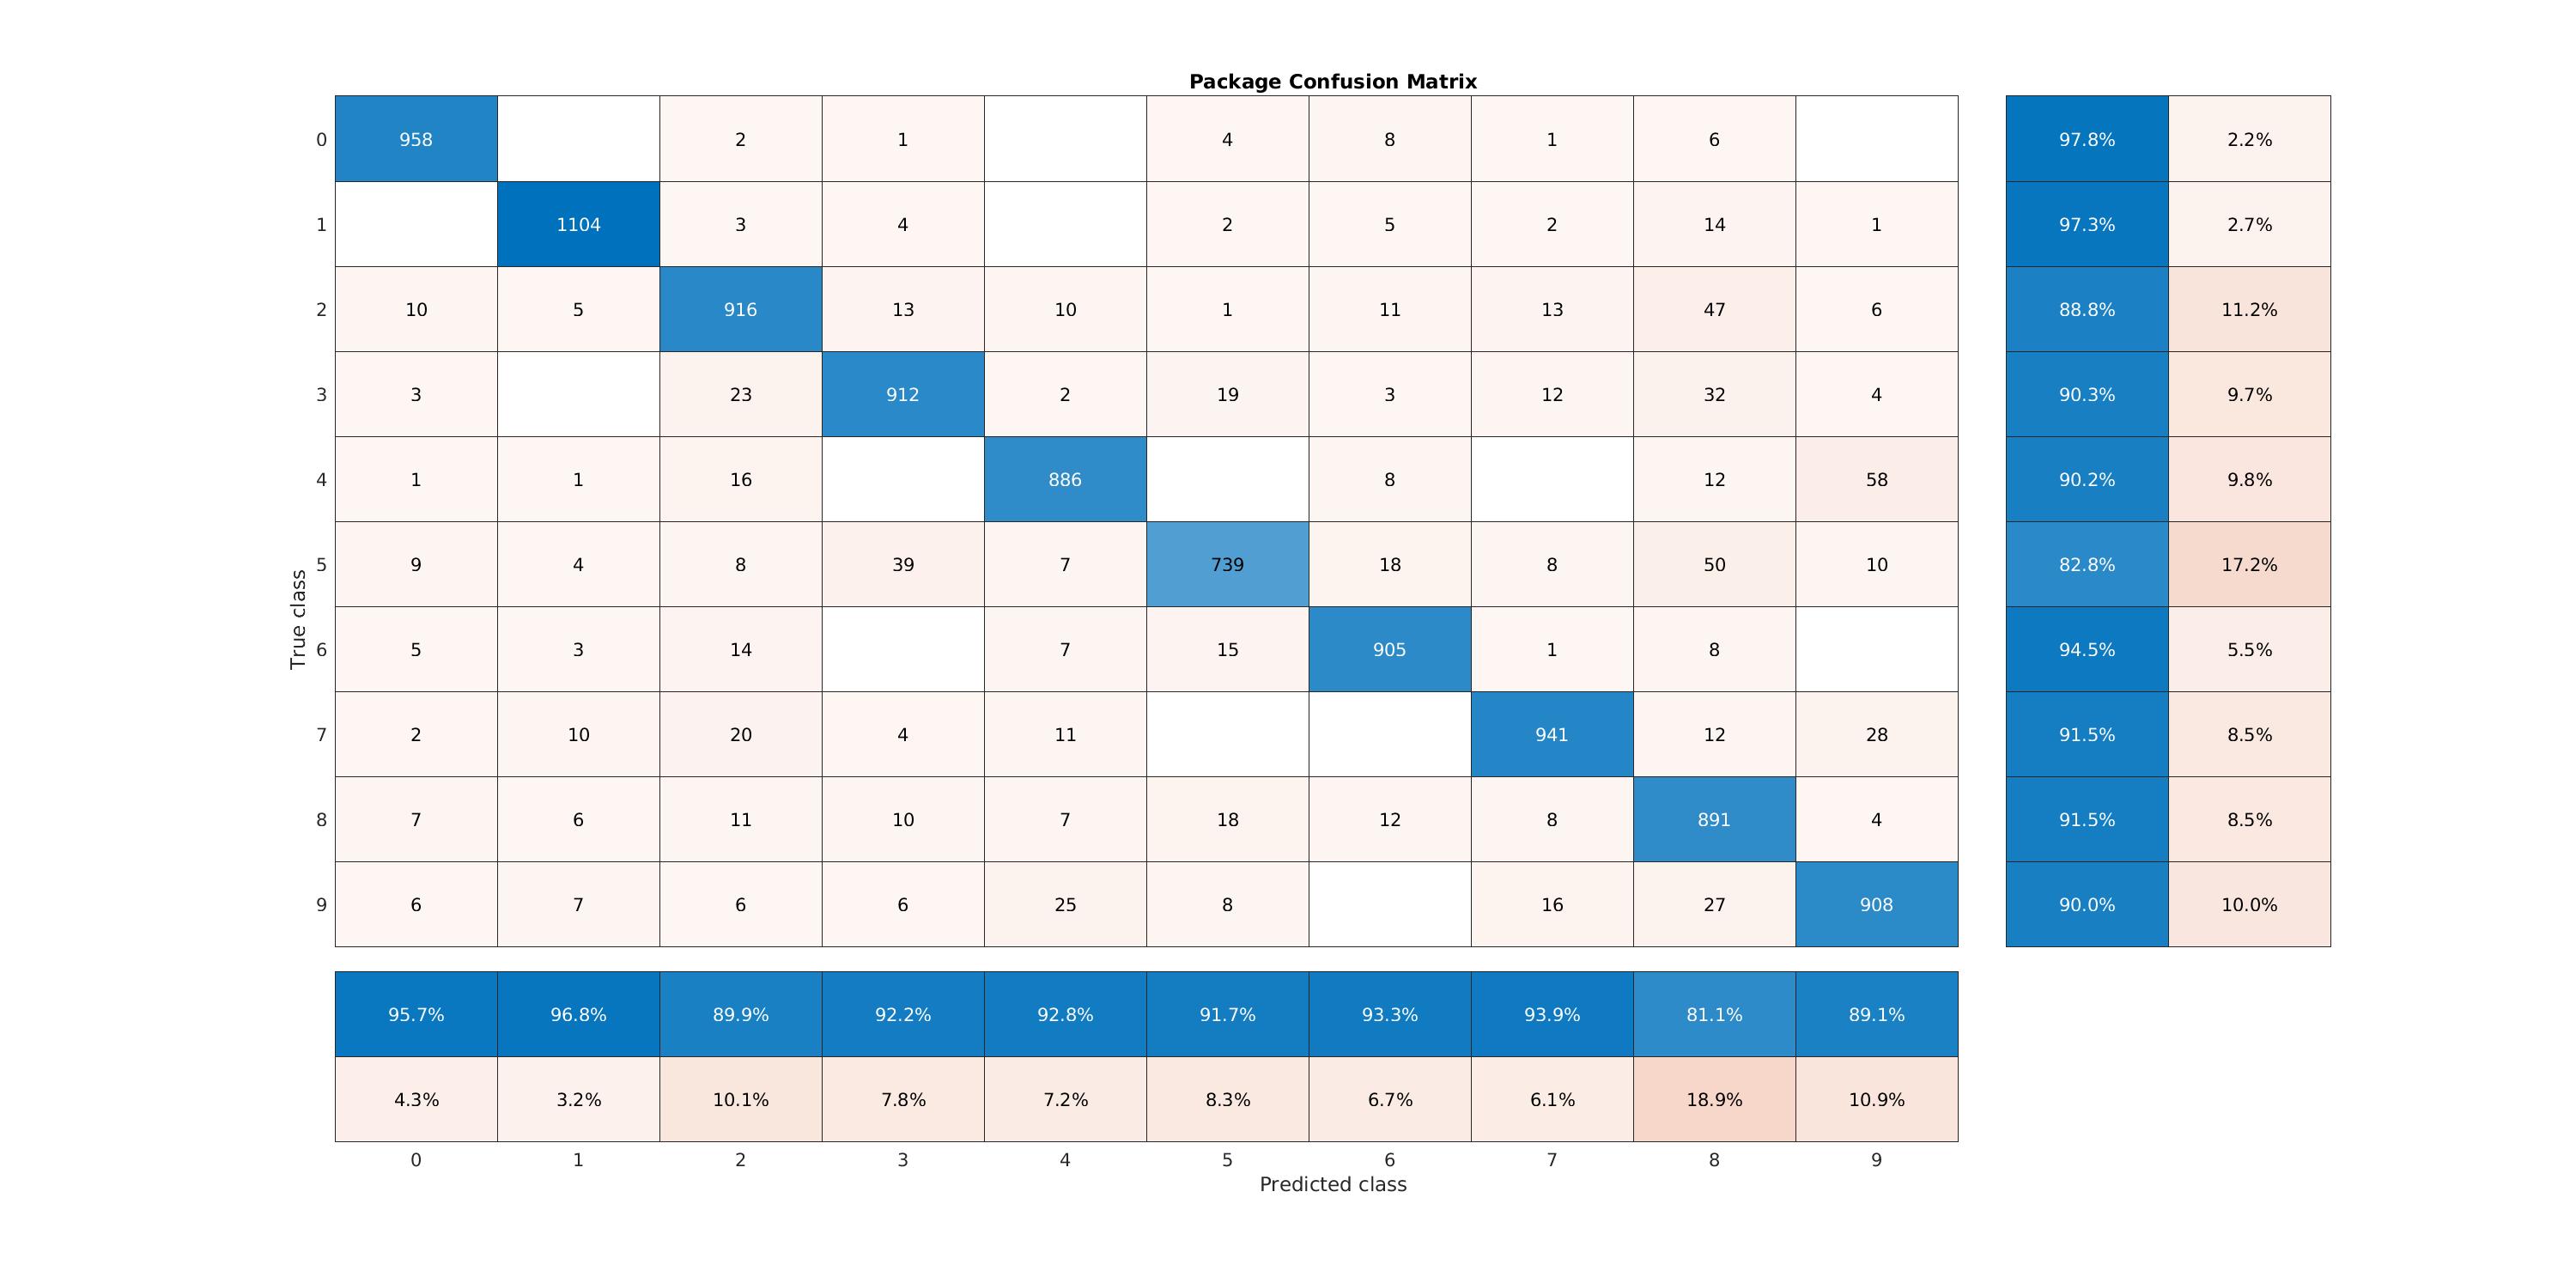 Package Confusion Matrix
0 958 2 1 4 8 1 6 97.8% 2.2%
1 1104 3 4 2 5 2 14 1 97.3% 2.7%
2 10 5 916 13 10 1 11 13 47 6 88.8% 11.2%
3 3 23 912 2 19 3 12 32 4 90.3% 9.7%
4 1 1 16 886 8 12 58 90.2% 9.8%
5 9 4 8 39 7 739 18 8 50 10 82.8% 17.2%
True class
6 5 3 14 7 15 905 1 8 94.5% 5.5%
7 2 10 20 4 11 941 12 28 91.5% 8.5%
8 7 6 11 10 7 18 12 8 891 4 91.5% 8.5%
9 6 7 6 6 25 8 16 27 908 90.0% 10.0%
95.7% 96.8% 89.9% 92.2% 92.8% 91.7% 93.3% 93.9% 81.1% 89.1%
4.3% 3.2% 10.1% 7.8% 7.2% 8.3% 6.7% 6.1% 18.9% 10.9%
0 1 2 3 4 5 6 7 8 9
Predicted class